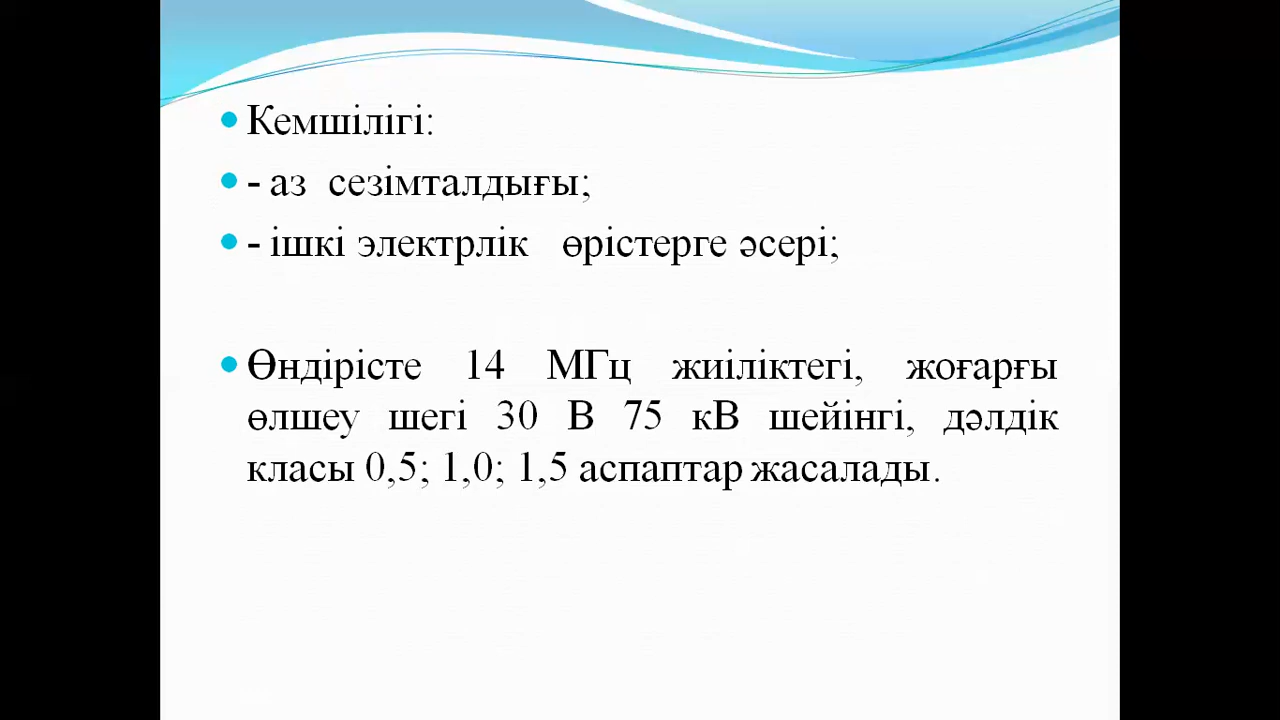 Кемшілігі:
- аз сезімталдығы;
- ішкі электрлік өрістерге әсері;
Өндірісте 14 МГц жиіліктегі, жоғарғы
өлшеу шегі 30 В 75 кВ шейінгі, дәлдік
класы 0,5; 1,0; 1,5 аспаптар жасалады.